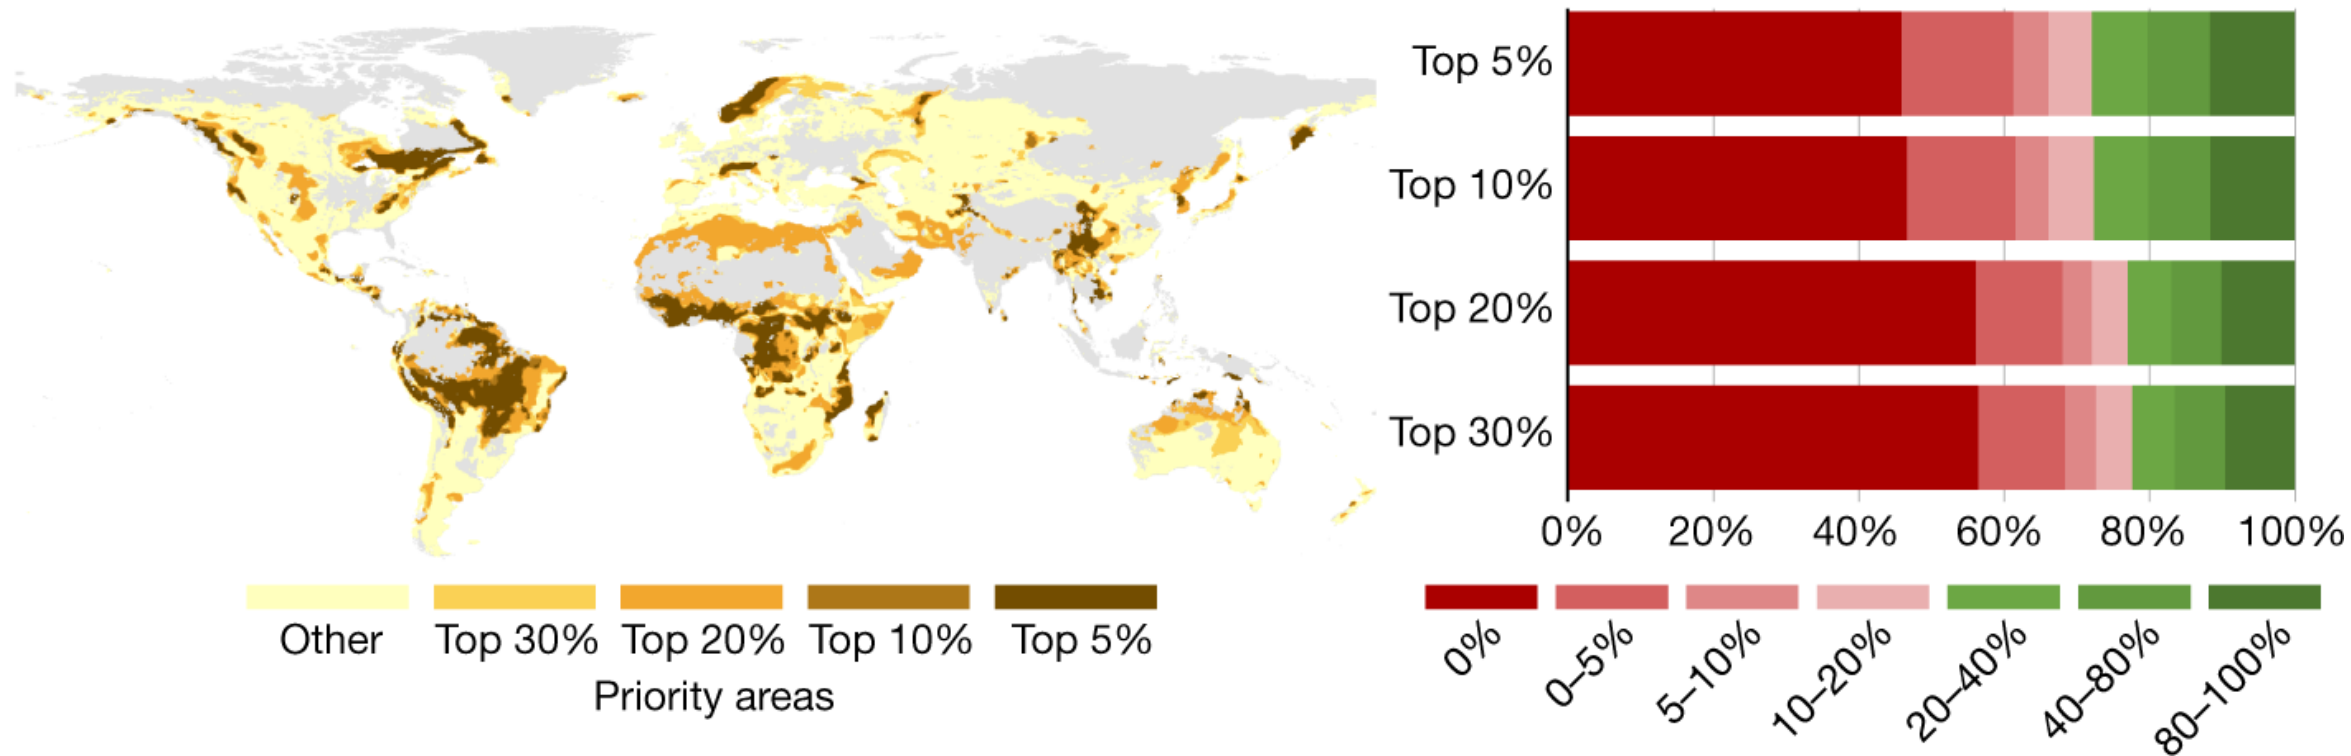 Top 5%
Top 10%
Top 20%
Top 30%
0% 20% 40% 60% 80% 100%
Other Top 30% Top 20% Top 10% Top 5%
Priority areas
0% 0–5% 5–10% 10–20% 20–40% 40–80% 80–100%